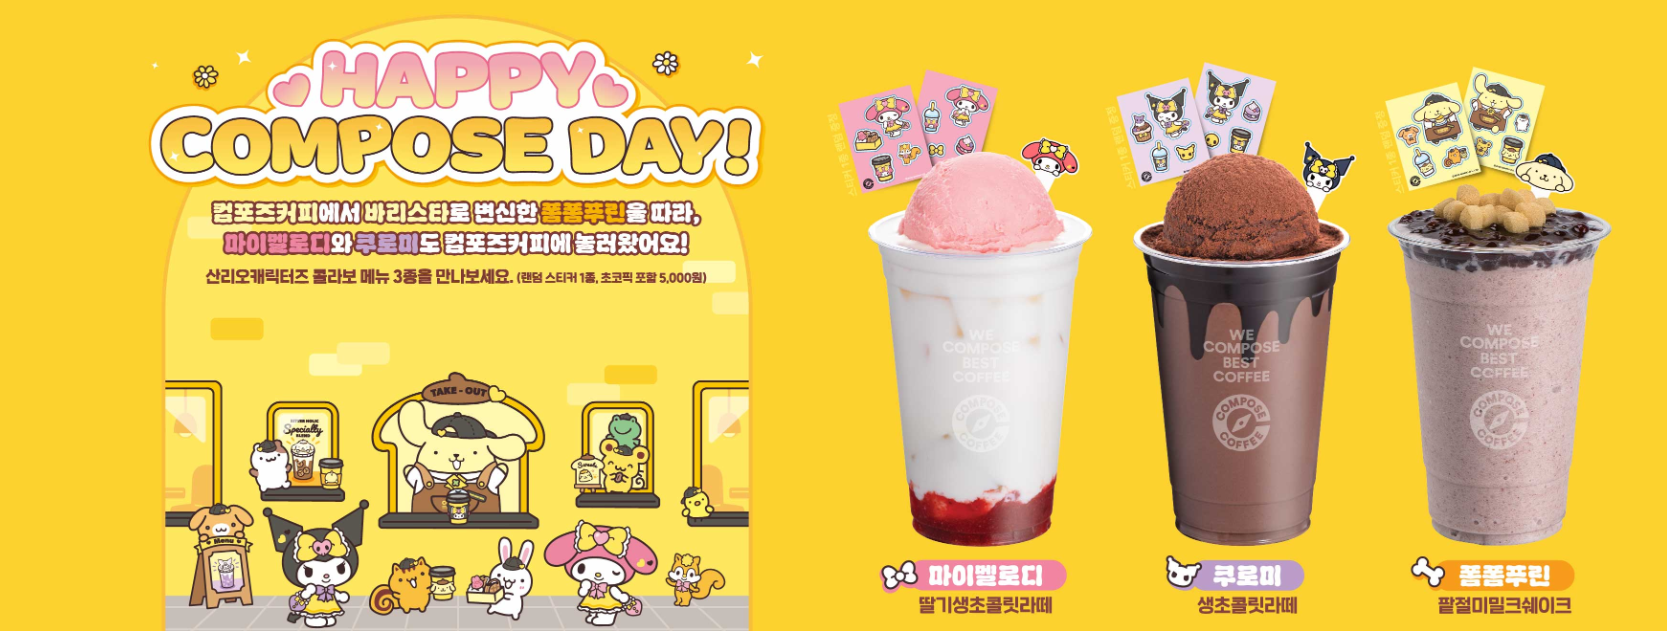 HAPPY
COMPOSE DAY!
컴포즈커피에서 바리스타로 변신한 폼폼푸린을 따라,
마이멜로디와 쿠로미도 컴포즈커피에 놀러왔어요!
산리오캐릭터즈 콜라보 메뉴 3종을 만나보세요. (랜덤 스티커 1종, 초코픽 포함 5,000원)
TAKE-OUT
Specialty
Menu
WE
COMPOSE
BEST
COFFEE
COMPOSE
COFFEE
마이멜로디
딸기생초콜릿라떼
WE
COMPOSE
BEST
COFFEE
COMPOSE
COFFEE
쿠로미
생초콜릿라떼
WE
COMPOSE
BEST
COFFEE
COMPOSE
COFFEE
폼폼푸린
팥절미밀크쉐이크